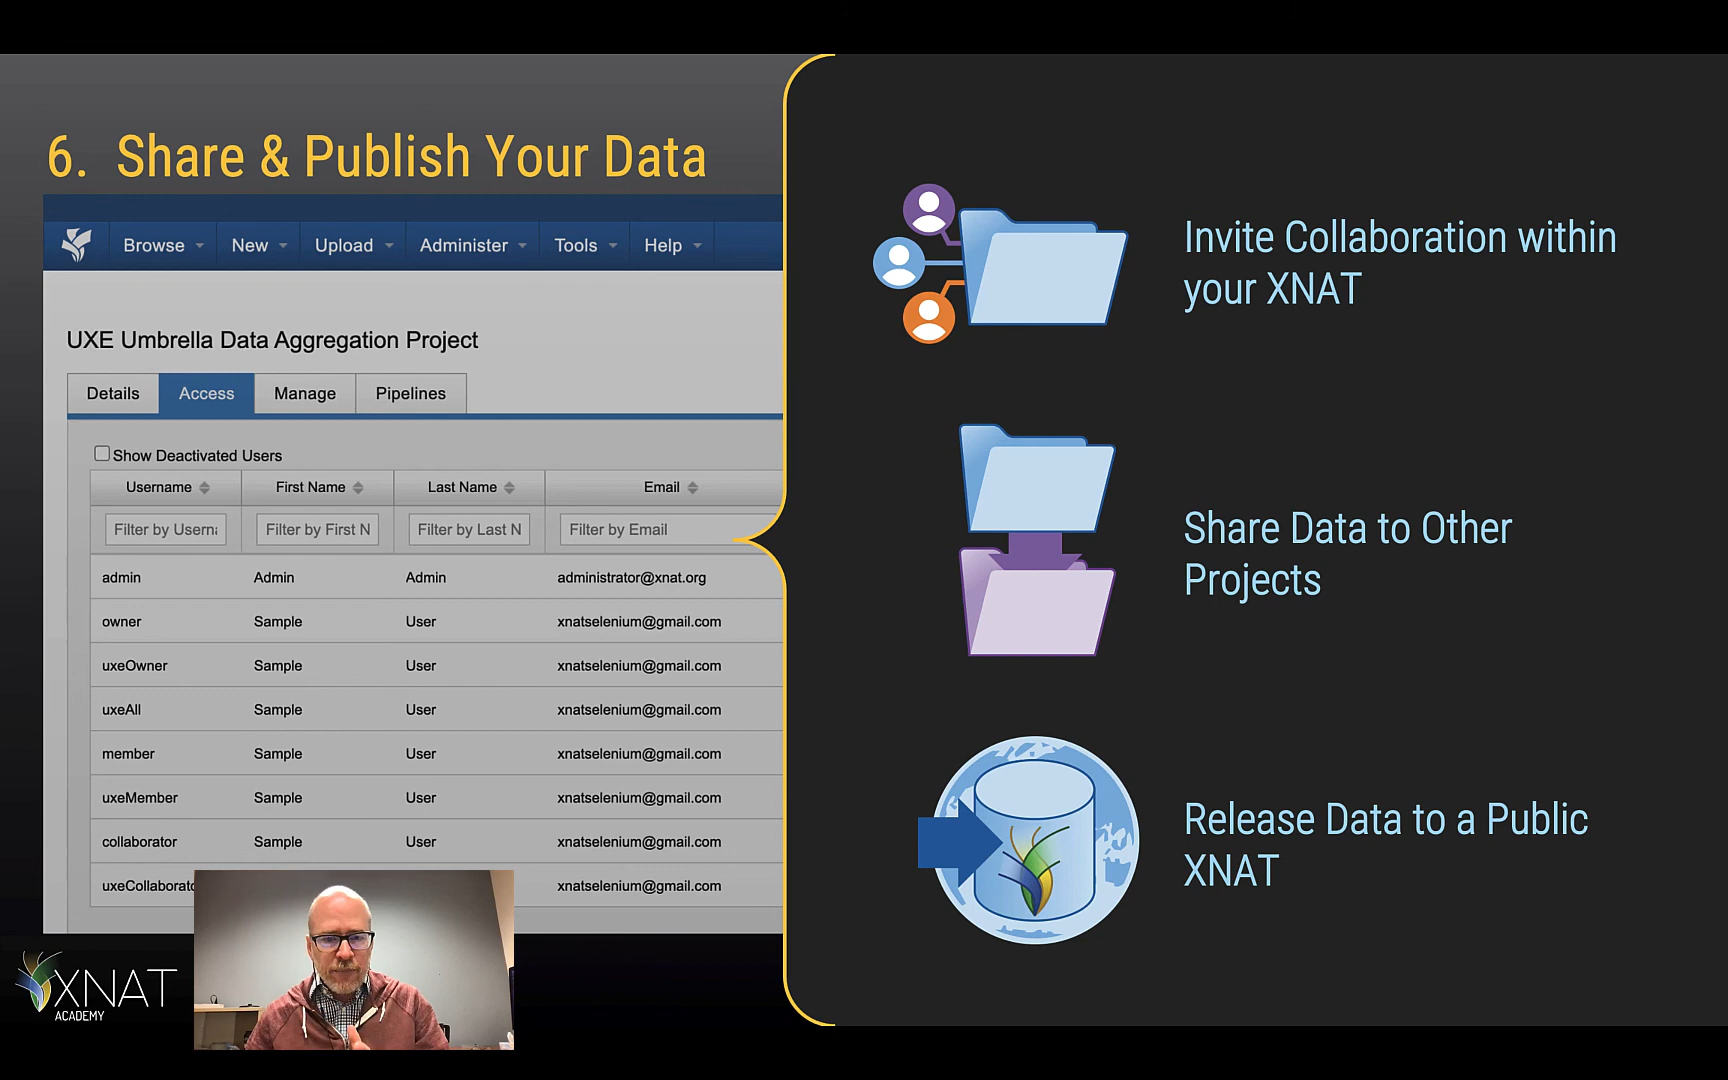 6. Share & Publish Your Data
Browse New Upload Administer Tools Help
UXE Umbrella Data Aggregation Project
Details Access Manage Pipelines
Show Deactivated Users
Username First Name Last Name Email
Filter by Userna Filter by First N Filter by Last N Filter by Email
admin Admin Admin administrator@xnat.org
owner Sample User xnatselenium@gmail.com
uxeOwner Sample User xnatselenium@gmail.com
uxeAll Sample User xnatselenium@gmail.com
member Sample User xnatselenium@gmail.com
uxeMember Sample User xnatselenium@gmail.com
collaborator Sample User xnatselenium@gmail.com
uxeCollaborato xnatselenium@gmail.com
XNAT
ACADEMY
Invite Collaboration within
your XNAT
Share Data to Other
Projects
Release Data to a Public
XNAT